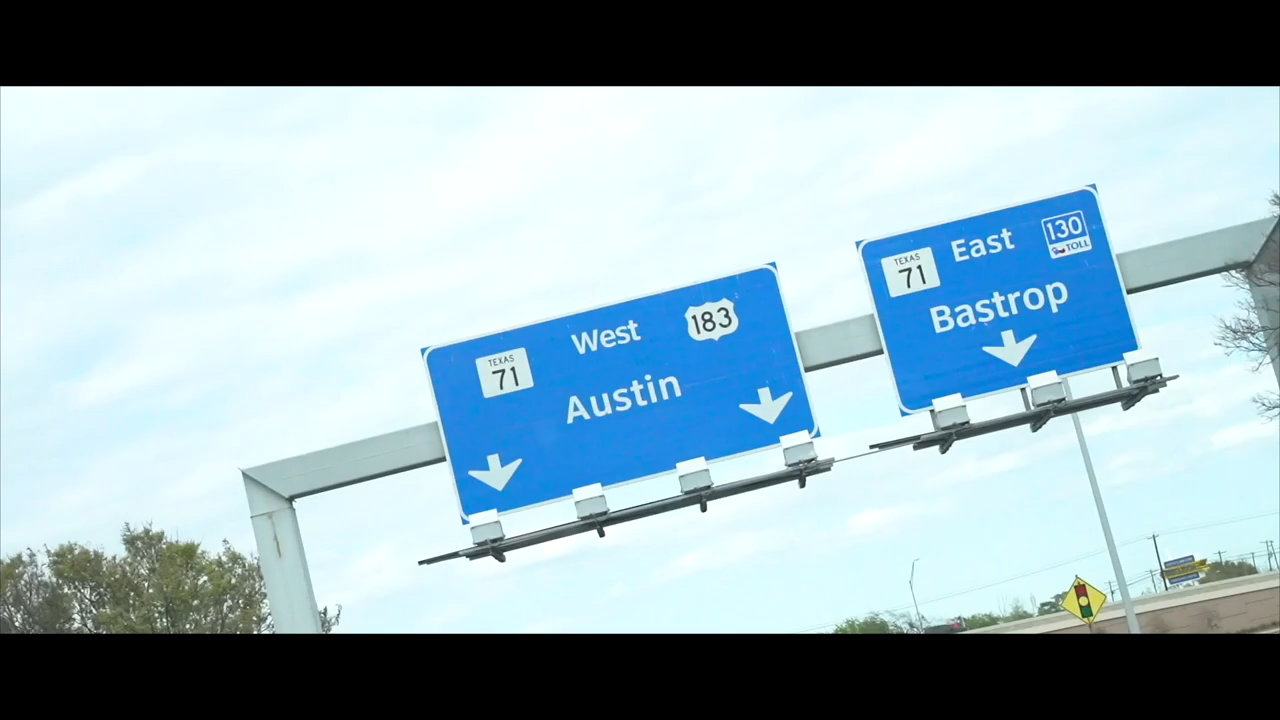 West
TEXAS
71
183
Austin
East
TEXAS
71
130
TOLL
Bastrop